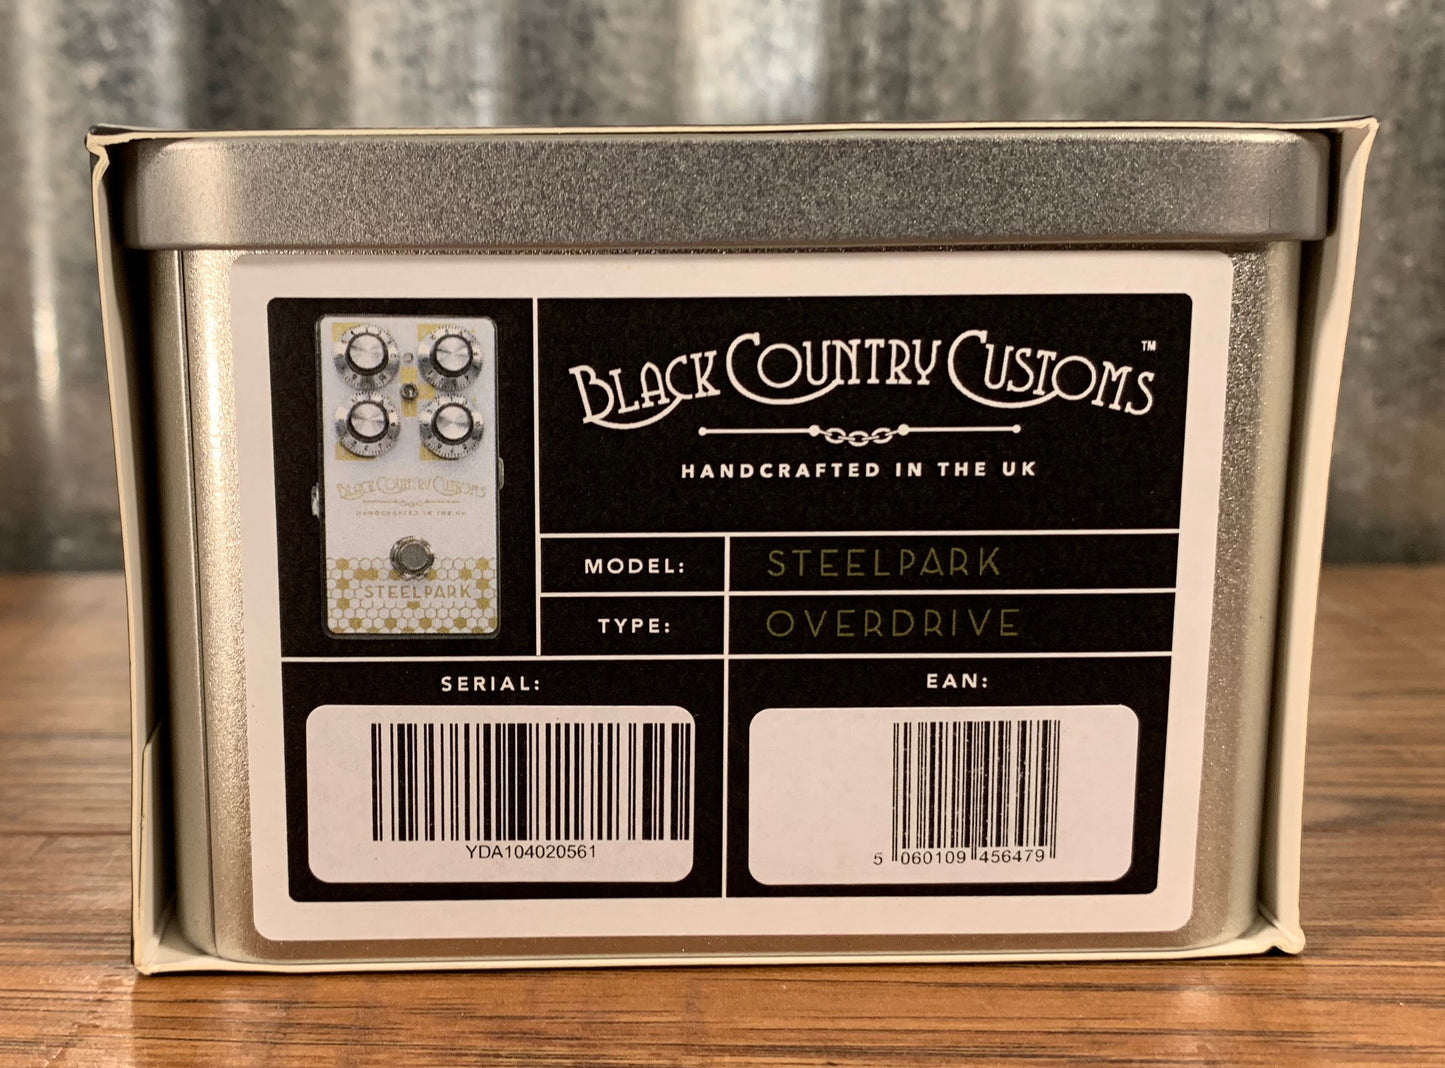 BLACK COUNTRY CUSTOMS™
HANDCRAFTED IN THE UK
BLACK COUNTRY CUSTOMS
HANDCRAFTED IN THE UK
STEELPARK
MODEL: STEELPARK
TYPE: OVERDRIVE
SERIAL:
YDA104020561
EAN:
5 060109 456479